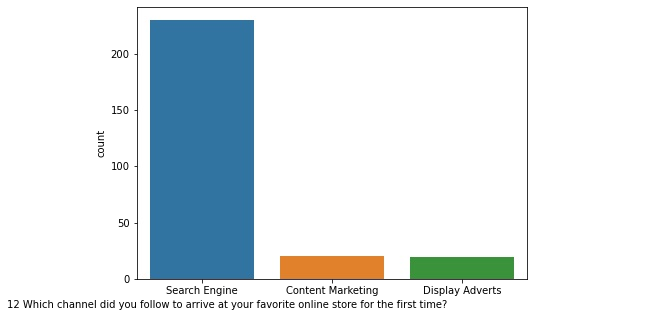 200
150
100
50
0
count
Search Engine Content Marketing Display Adverts
12 Which channel did you follow to arrive at your favorite online store for the first time?